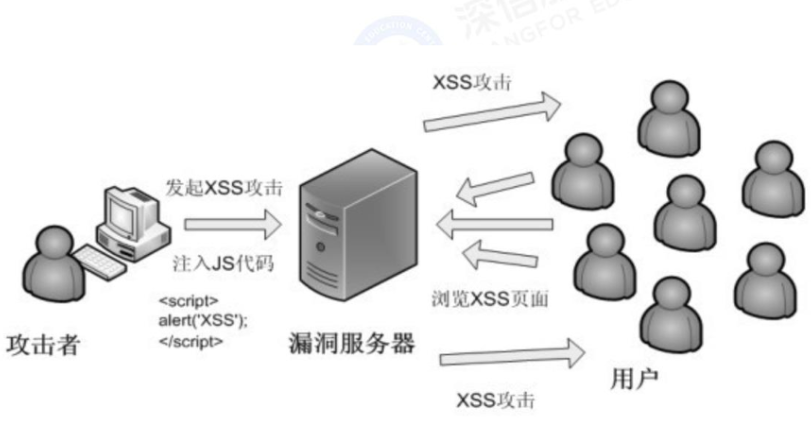 XSS攻击
发起XSS攻击
注入JS代码
<script>
alert('XSS');
</script>
浏览XSS页面
攻击者
漏洞服务器
用户
XSS攻击